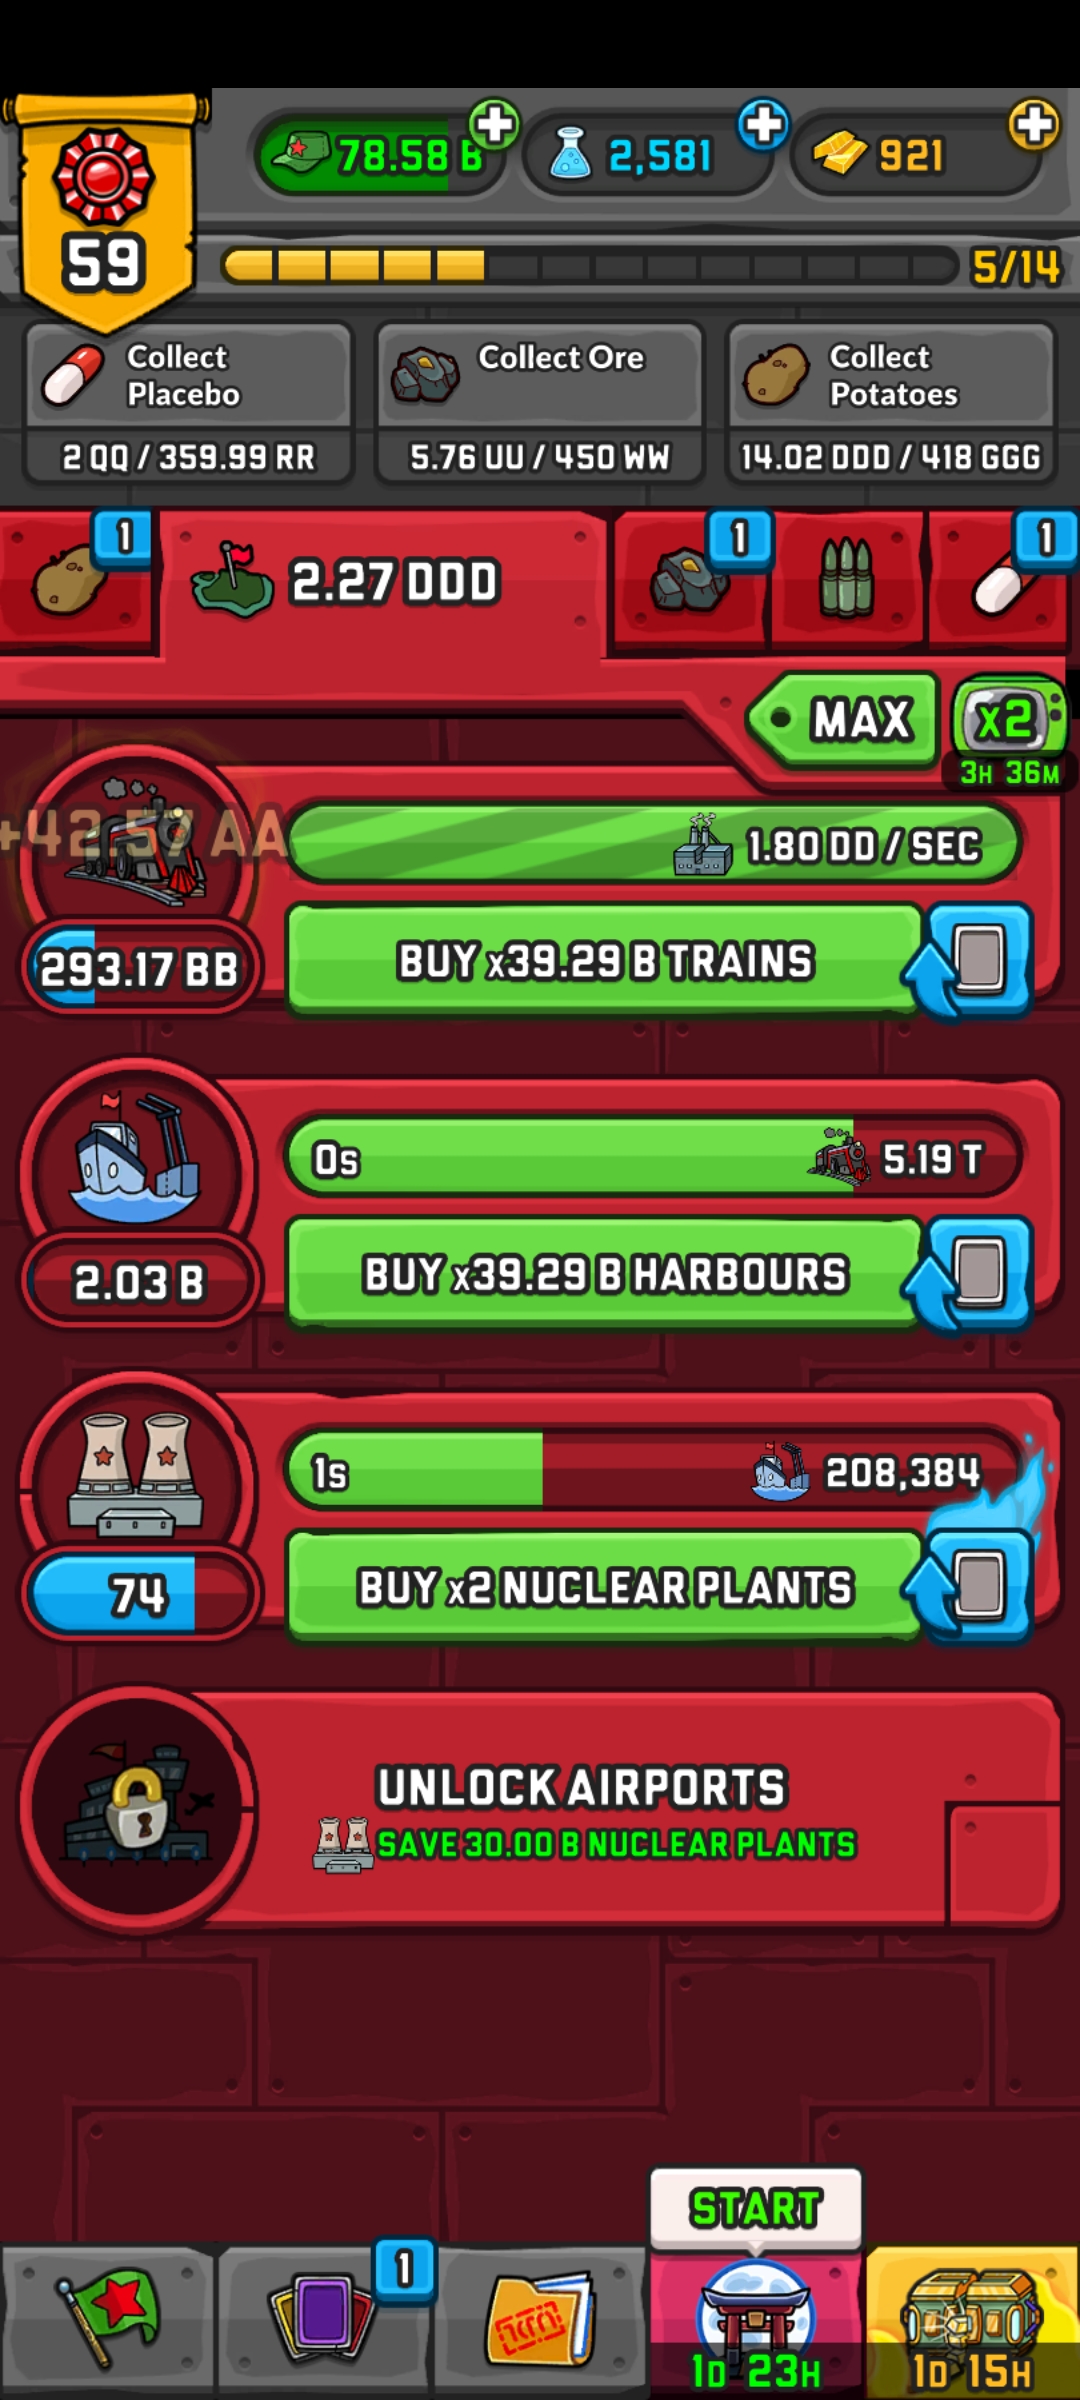 59
78.58 B
2,581
921
5/14
Collect
Placebo
2 QQ / 359.99 RR
Collect Ore
5.76 UU / 450 WW
Collect
Potatoes
14.02 DDD / 418 GGG
1
2.27 DDD
1
1
MAX
x2
3H 36M
+42.57 AA
1.80 DD / SEC
293.17 BB
BUY x39.29 B TRAINS
0s
5.19 T
2.03 B
BUY x39.29 B HARBOURS
1s
208,384
74
BUY x2 NUCLEAR PLANTS
UNLOCK AIRPORTS
SAVE 30.00 B NUCLEAR PLANTS
START
1
1D 23H
1D 15H